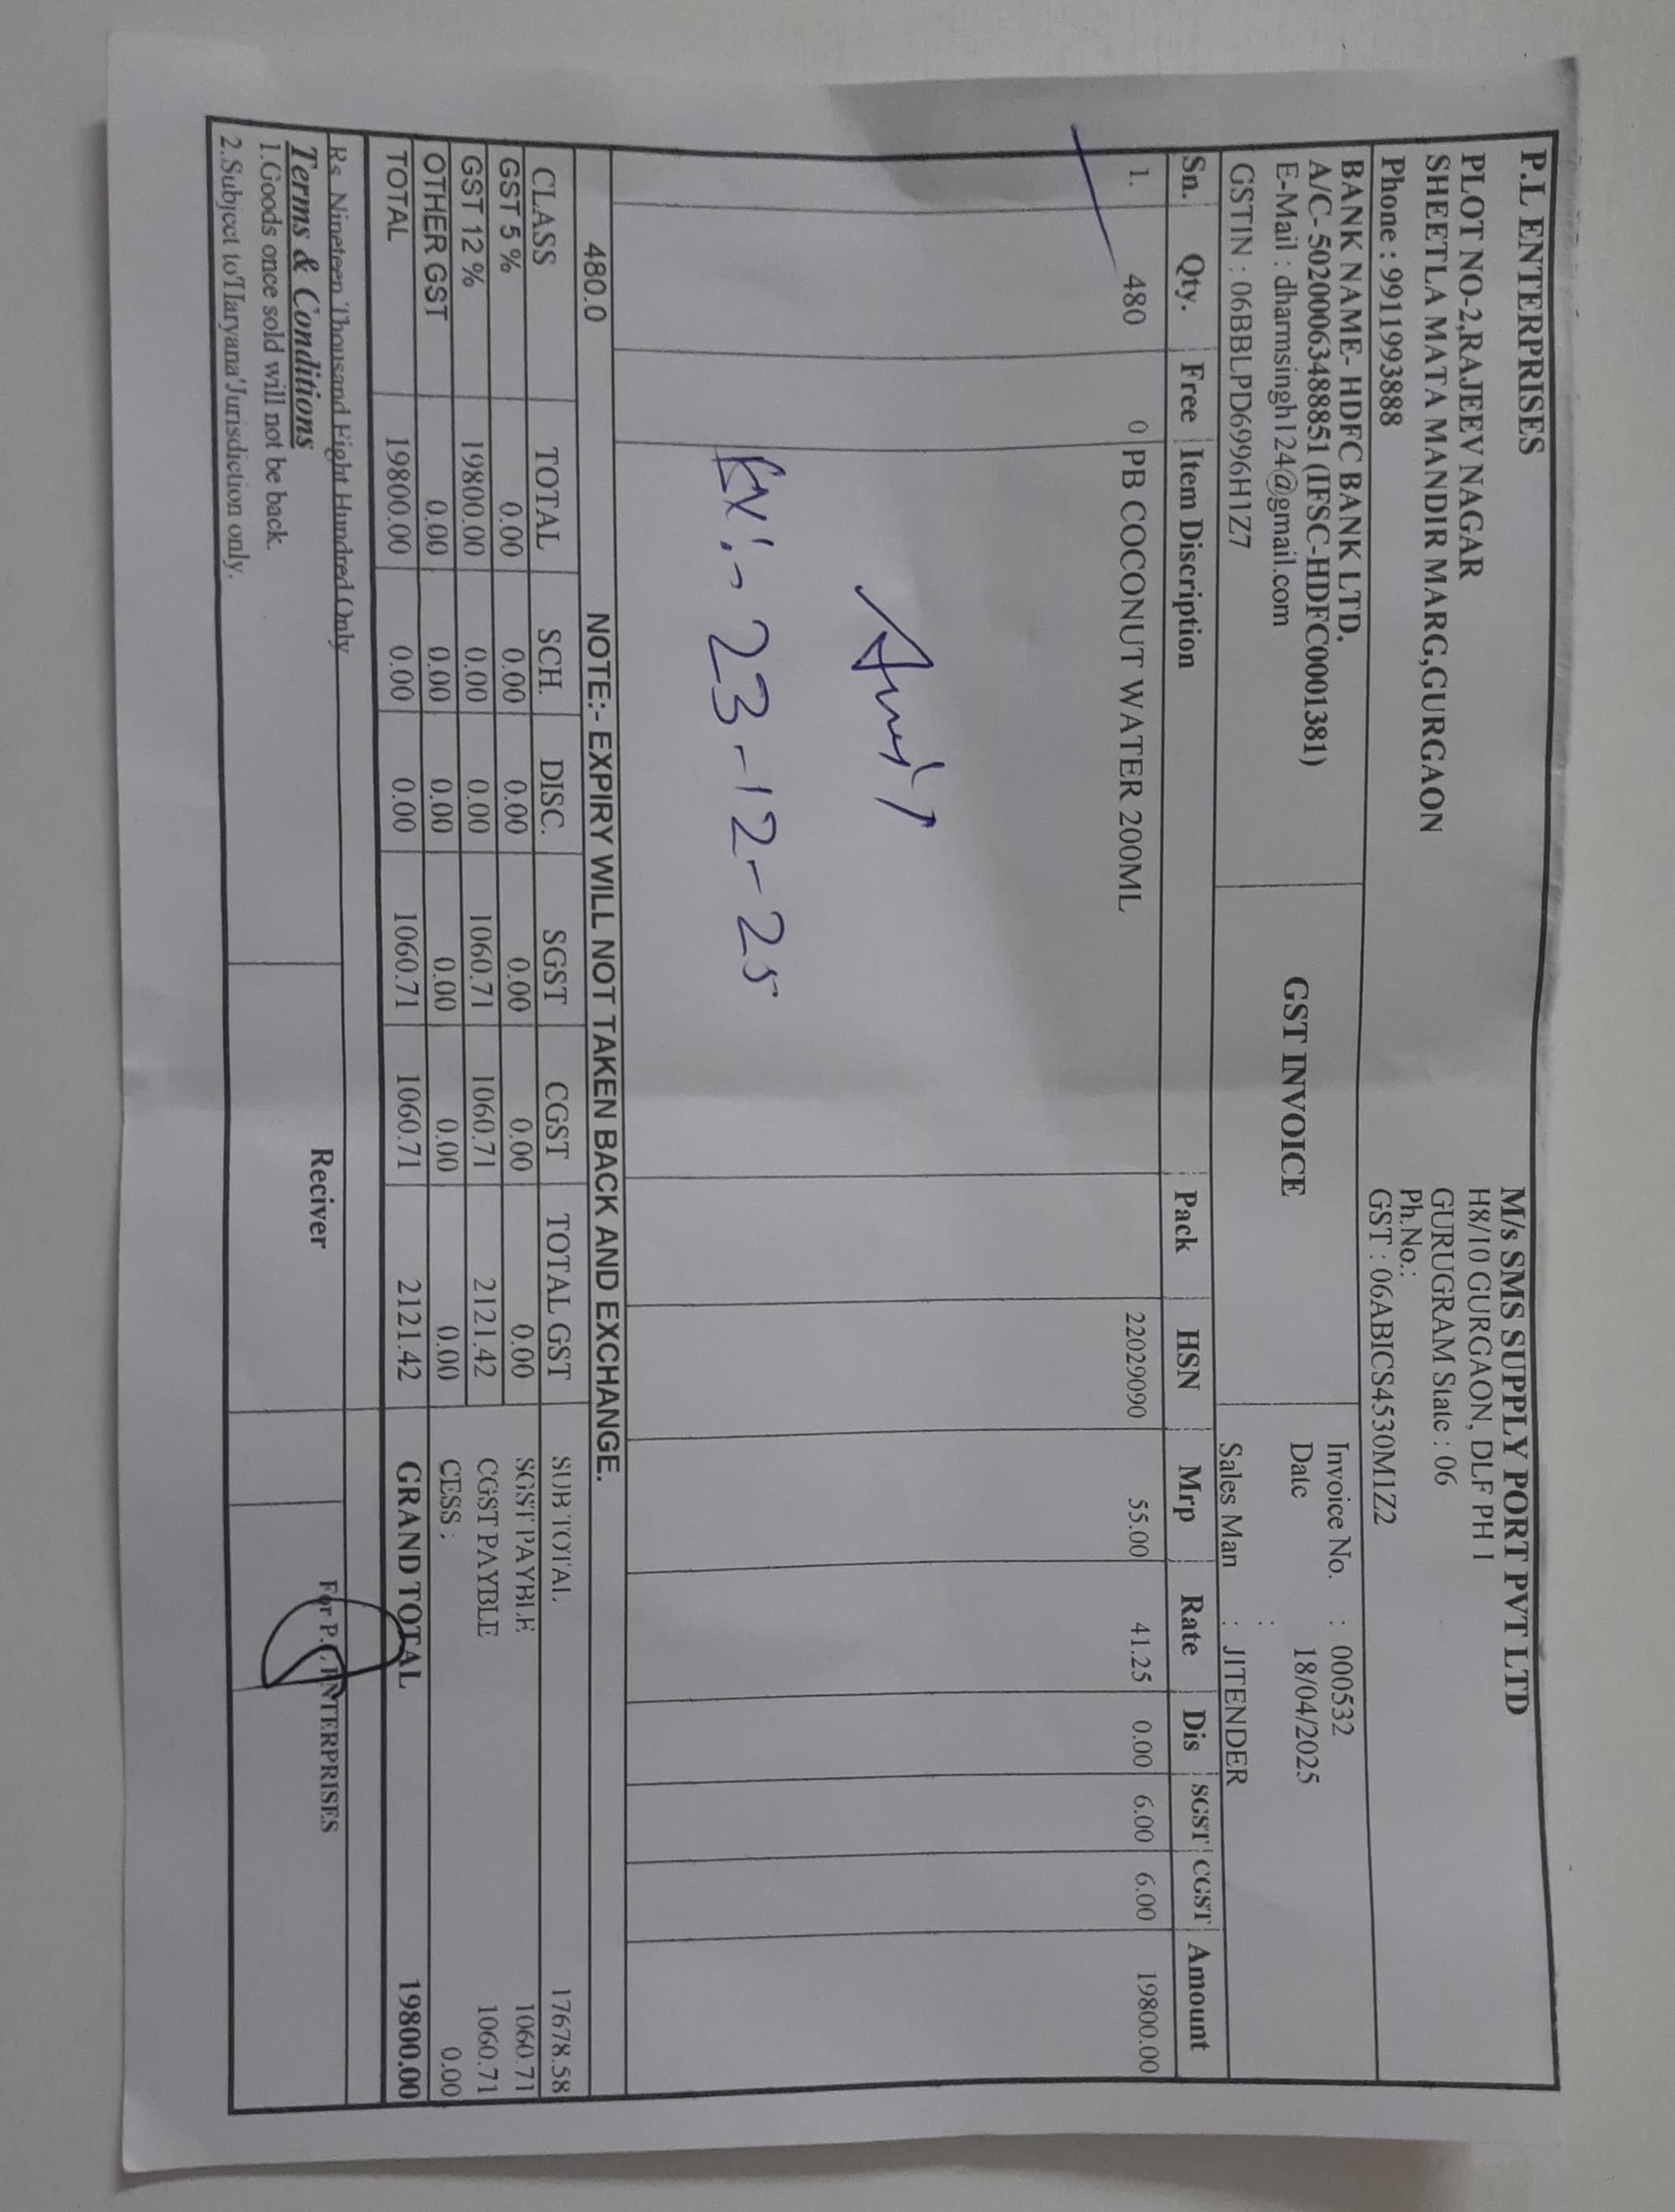 P.L ENTERPRISES
PLOT NO-2,RAJEEV NAGAR
SHEETLA MATA MANDIR MARG,GURGAON
Phone : 9911993888
M/s SMS SUPPLY PORT PVT LTD
H8/10 GURGAON, DLF PH I
GURUGRAM State : 06
Ph.No.:
GST : 06ABICS4530M1Z2
BANK NAME- HDFC BANK LTD.
A/C- 50200063488851 (IFSC-HDFC0001381)
E-Mail : dharmsingh124@gmail.com
GSTIN : 06BBLPD6996H1Z7
GST INVOICE
Invoice No. : 000532
Date 18/04/2025
:
Sales Man : JITENDER
Sn. Qty. Free Item Discription Pack HSN Mrp Rate Dis SGST CGST Amount
1. 480 0 PB COCONUT WATER 200ML 22029090 55.00 41.25 0.00 6.00 6.00 19800.00
23-12-25
480.0 NOTE:- EXPIRY WILL NOT TAKEN BACK AND EXCHANGE.
CLASS TOTAL SCH. DISC. SGST CGST TOTAL GST SUB TOTAL 17678.58
GST 5 % 0.00 0.00 0.00 0.00 0.00 0.00 SGST PAYBLE 1060.71
GST 12 % 19800.00 0.00 0.00 1060.71 1060.71 2121.42 CGST PAYBLE 1060.71
OTHER GST 0.00 0.00 0.00 0.00 0.00 0.00 CESS : 0.00
TOTAL 19800.00 0.00 0.00 1060.71 1060.71 2121.42 GRAND TOTAL 19800.00
Rs. Nineteen Thousand Eight Hundred Only
Terms & Conditions
1.Goods once sold will not be back.
2.Subject to'Haryana'Jurisdiction only.
Reciver
For P.L ENTERPRISES